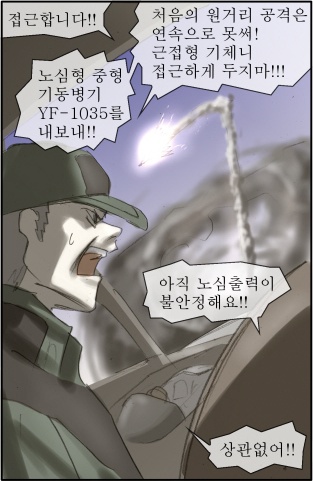 접근합니다!!
처음의 원거리 공격은
연속으로 못써!
근접형 기체니
접근하게 두지마!!!
노심형 중형
기동병기
YF-1035를
내보내!!
아직 노심출력이
불안정해요!!
상관없어!!